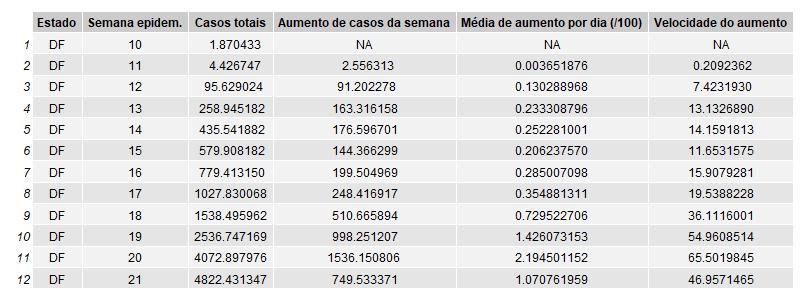 Estado Semana epidem. Casos totais Aumento de casos da semana Média de aumento por dia (/100) Velocidade do aumento
1 DF 10 1.870433 NA NA NA
2 DF 11 4.426747 2.556313 0.003651876 0.2092362
3 DF 12 95.629024 91.202278 0.130288968 7.4231930
4 DF 13 258.945182 163.316158 0.233308795 13.1326890
5 DF 14 435.541882 176.596701 0.252281001 14.1591813
6 DF 15 579.908182 144.366299 0.206237570 11.6531575
7 DF 16 779.413150 199.504969 0.285007098 15.9079281
8 DF 17 1027.830068 248.416917 0.354881311 19.5388228
9 DF 18 1538.495962 510.665894 0.729522706 36.1116001
10 DF 19 2536.747169 998.251207 1.426073153 54.9608514
11 DF 20 4072.897976 1536.150806 2.194501152 65.5019845
12 DF 21 4822.431347 749.533371 1.070761959 46.9571465